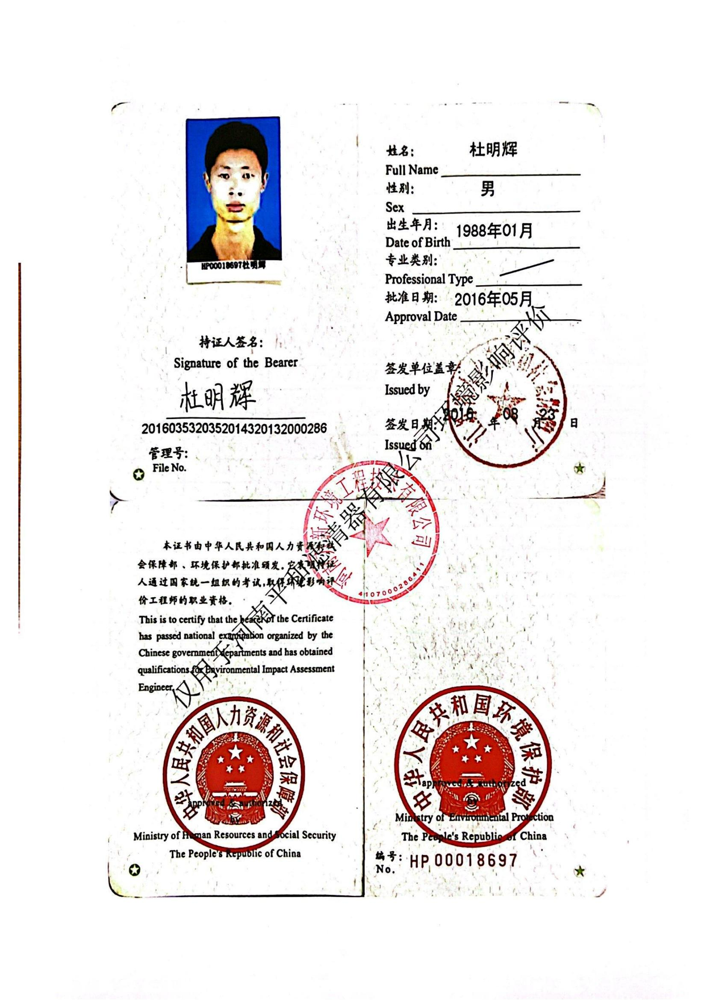 HP00018697杜明辉
持证人签名:
Signature of the Bearer
杜明辉
2016035320352014320132000286
管理号:
File No.
姓名: 杜明辉
Full Name
性别: 男
Sex
出生年月: 1988年01月
Date of Birth
专业类别:
Professional Type
批准日期: 2016年05月
Approval Date
签发单位盖章:
Issued by
签发日期: 2016年08月23日
Issued on
环境工程技术有限公司
4107000286411
仅用于河南平和滤清器有限公司环境影响评价
本证书由中华人民共和国人力资源和社
会保障部、环境保护部批准颁发。它表明持证
人通过国家统一组织的考试,取得环境影响评
价工程师的职业资格。
This is to certify that the bearer of the Certificate
has passed national examination organized by the
Chinese government departments and has obtained
qualifications for Environmental Impact Assessment
Engineer.
中华人民共和国人力资源和社会保障部
approved & authorized
by
Ministry of Human Resources and Social Security
The People's Republic of China
中华人民共和国环境保护部
approved & authorized
by
Ministry of Environmental Protection
The People's Republic of China
编号: HP 00018697
No.